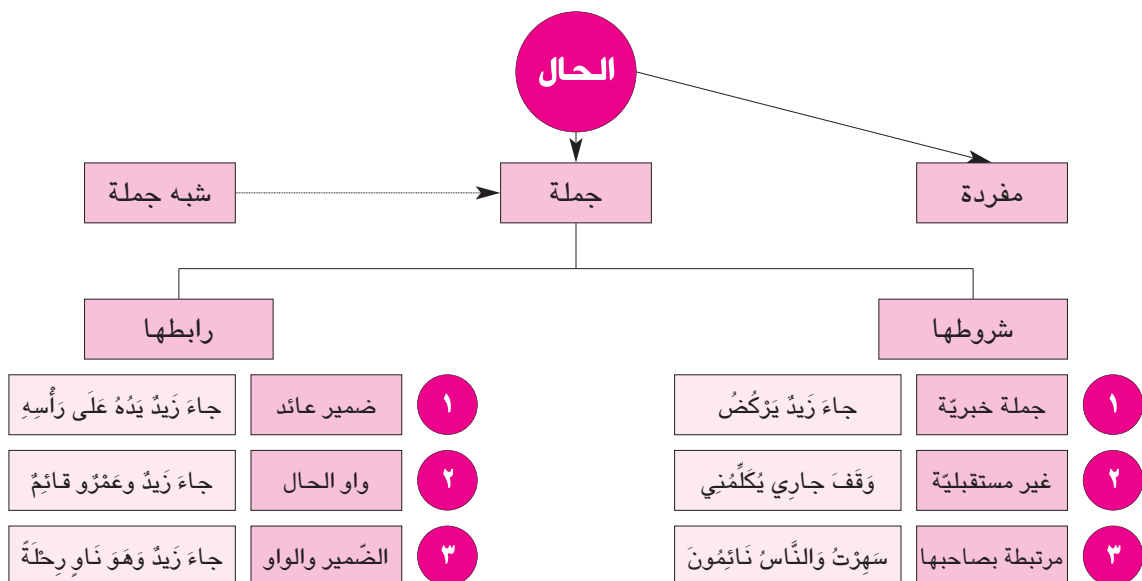 الحال
مفردة
جملة
شبه جملة
شروطها
رابطها
١ جملة خبريّة جاءَ زَيدٌ يَرْكُضُ
٢ غير مستقبليّة وَقَفَ جارِي يُكَلِّمُنِي
٣ مرتبطة بصاحبها سَهِرْتُ وَالنَّاسُ نَائِمُونَ
١ ضمير عائد جاءَ زَيدٌ يَدُهُ عَلَى رَأْسِهِ
٢ واو الحال جاءَ زَيدٌ وعَمْرٌو قائِمٌ
٣ الضّمير والواو جاءَ زَيدٌ وَهَوَ نَاوٍ رِحْلَةً